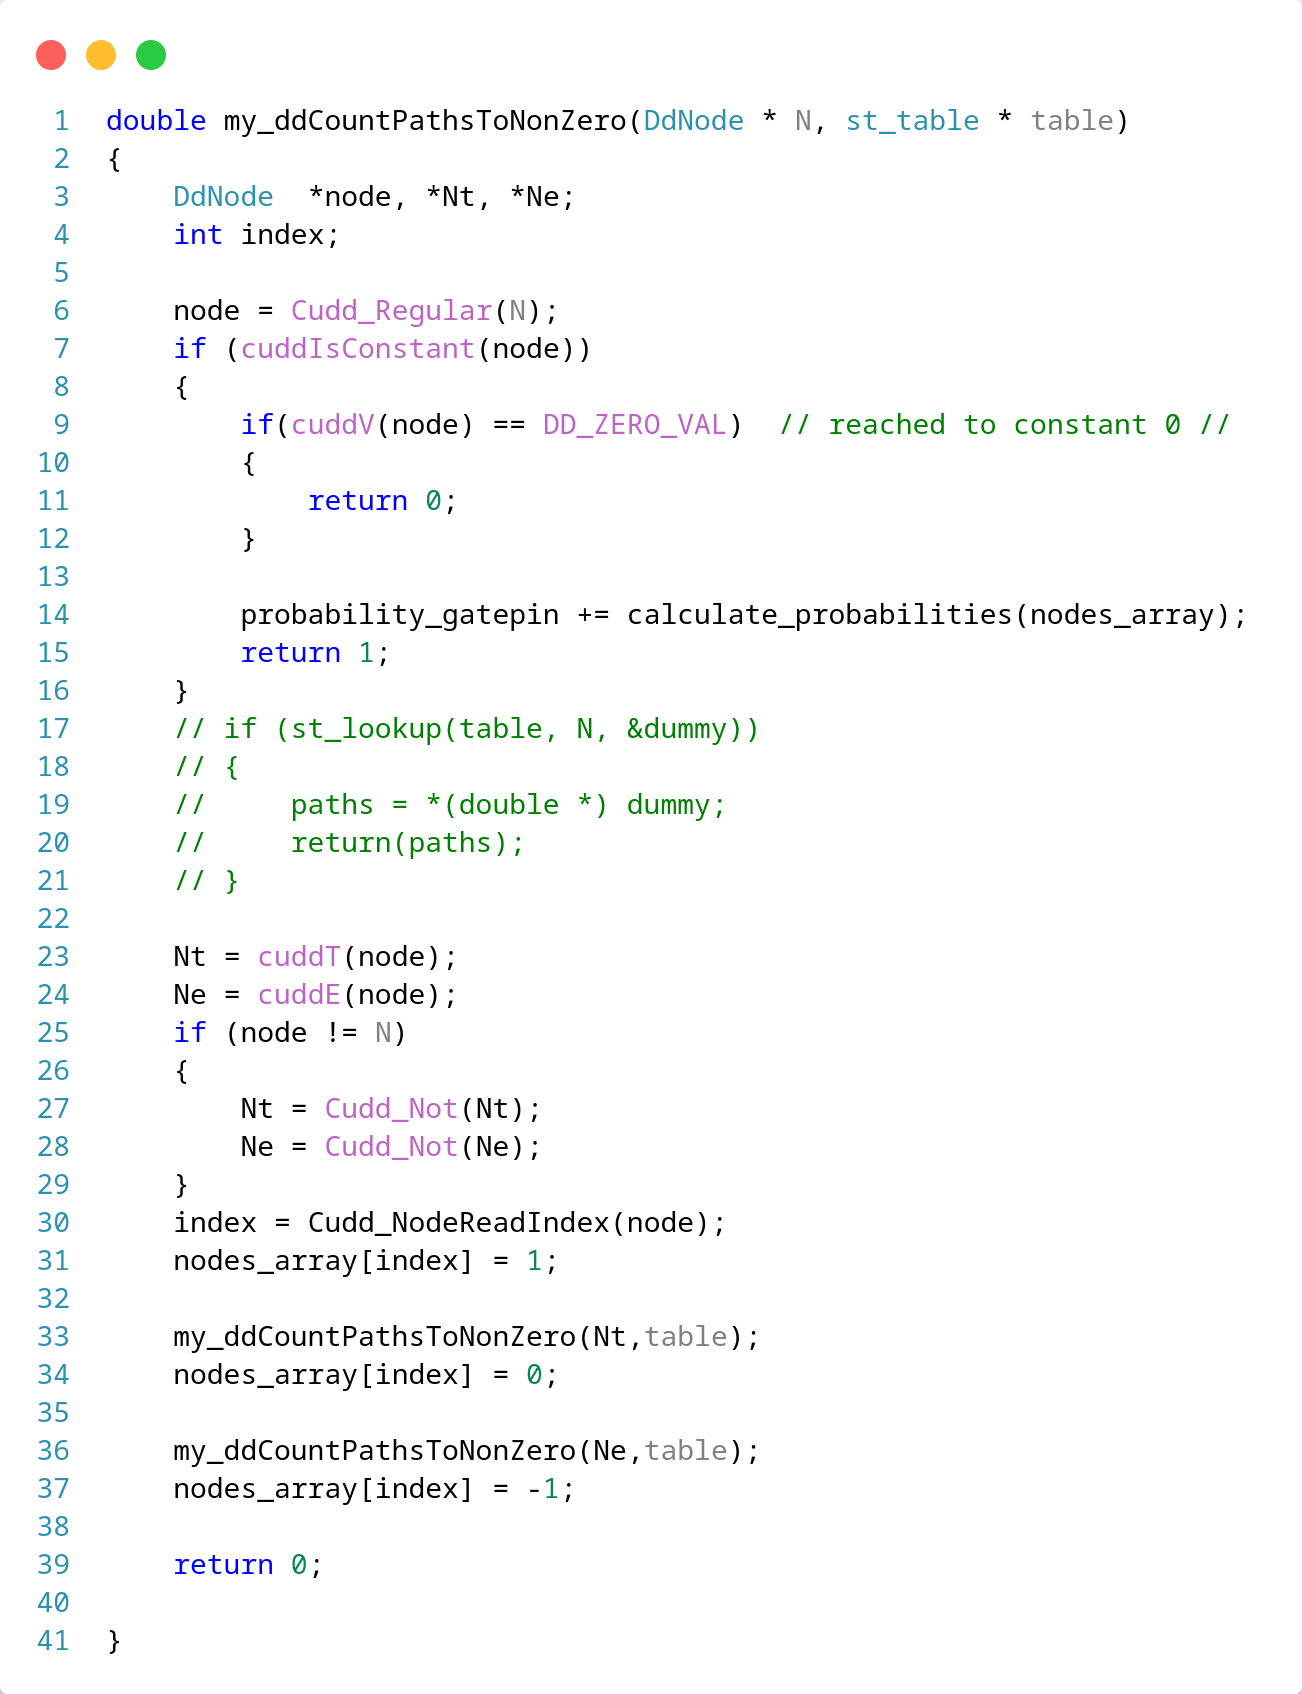 1 double my_ddCountPathsToNonZero(DdNode * N, st_table * table)
2 {
3     DdNode  *node, *Nt, *Ne;
4     int index;
5
6     node = Cudd_Regular(N);
7     if (cuddIsConstant(node))
8     {
9         if(cuddV(node) == DD_ZERO_VAL)  // reached to constant 0 //
10         {
11             return 0;
12         }
13
14         probability_gatepin += calculate_probabilities(nodes_array);
15         return 1;
16     }
17     // if (st_lookup(table, N, &dummy))
18     // {
19     //     paths = *(double *) dummy;
20     //     return(paths);
21     // }
22
23     Nt = cuddT(node);
24     Ne = cuddE(node);
25     if (node != N)
26     {
27         Nt = Cudd_Not(Nt);
28         Ne = Cudd_Not(Ne);
29     }
30     index = Cudd_NodeReadIndex(node);
31     nodes_array[index] = 1;
32
33     my_ddCountPathsToNonZero(Nt,table);
34     nodes_array[index] = 0;
35
36     my_ddCountPathsToNonZero(Ne,table);
37     nodes_array[index] = -1;
38
39     return 0;
40
41 }